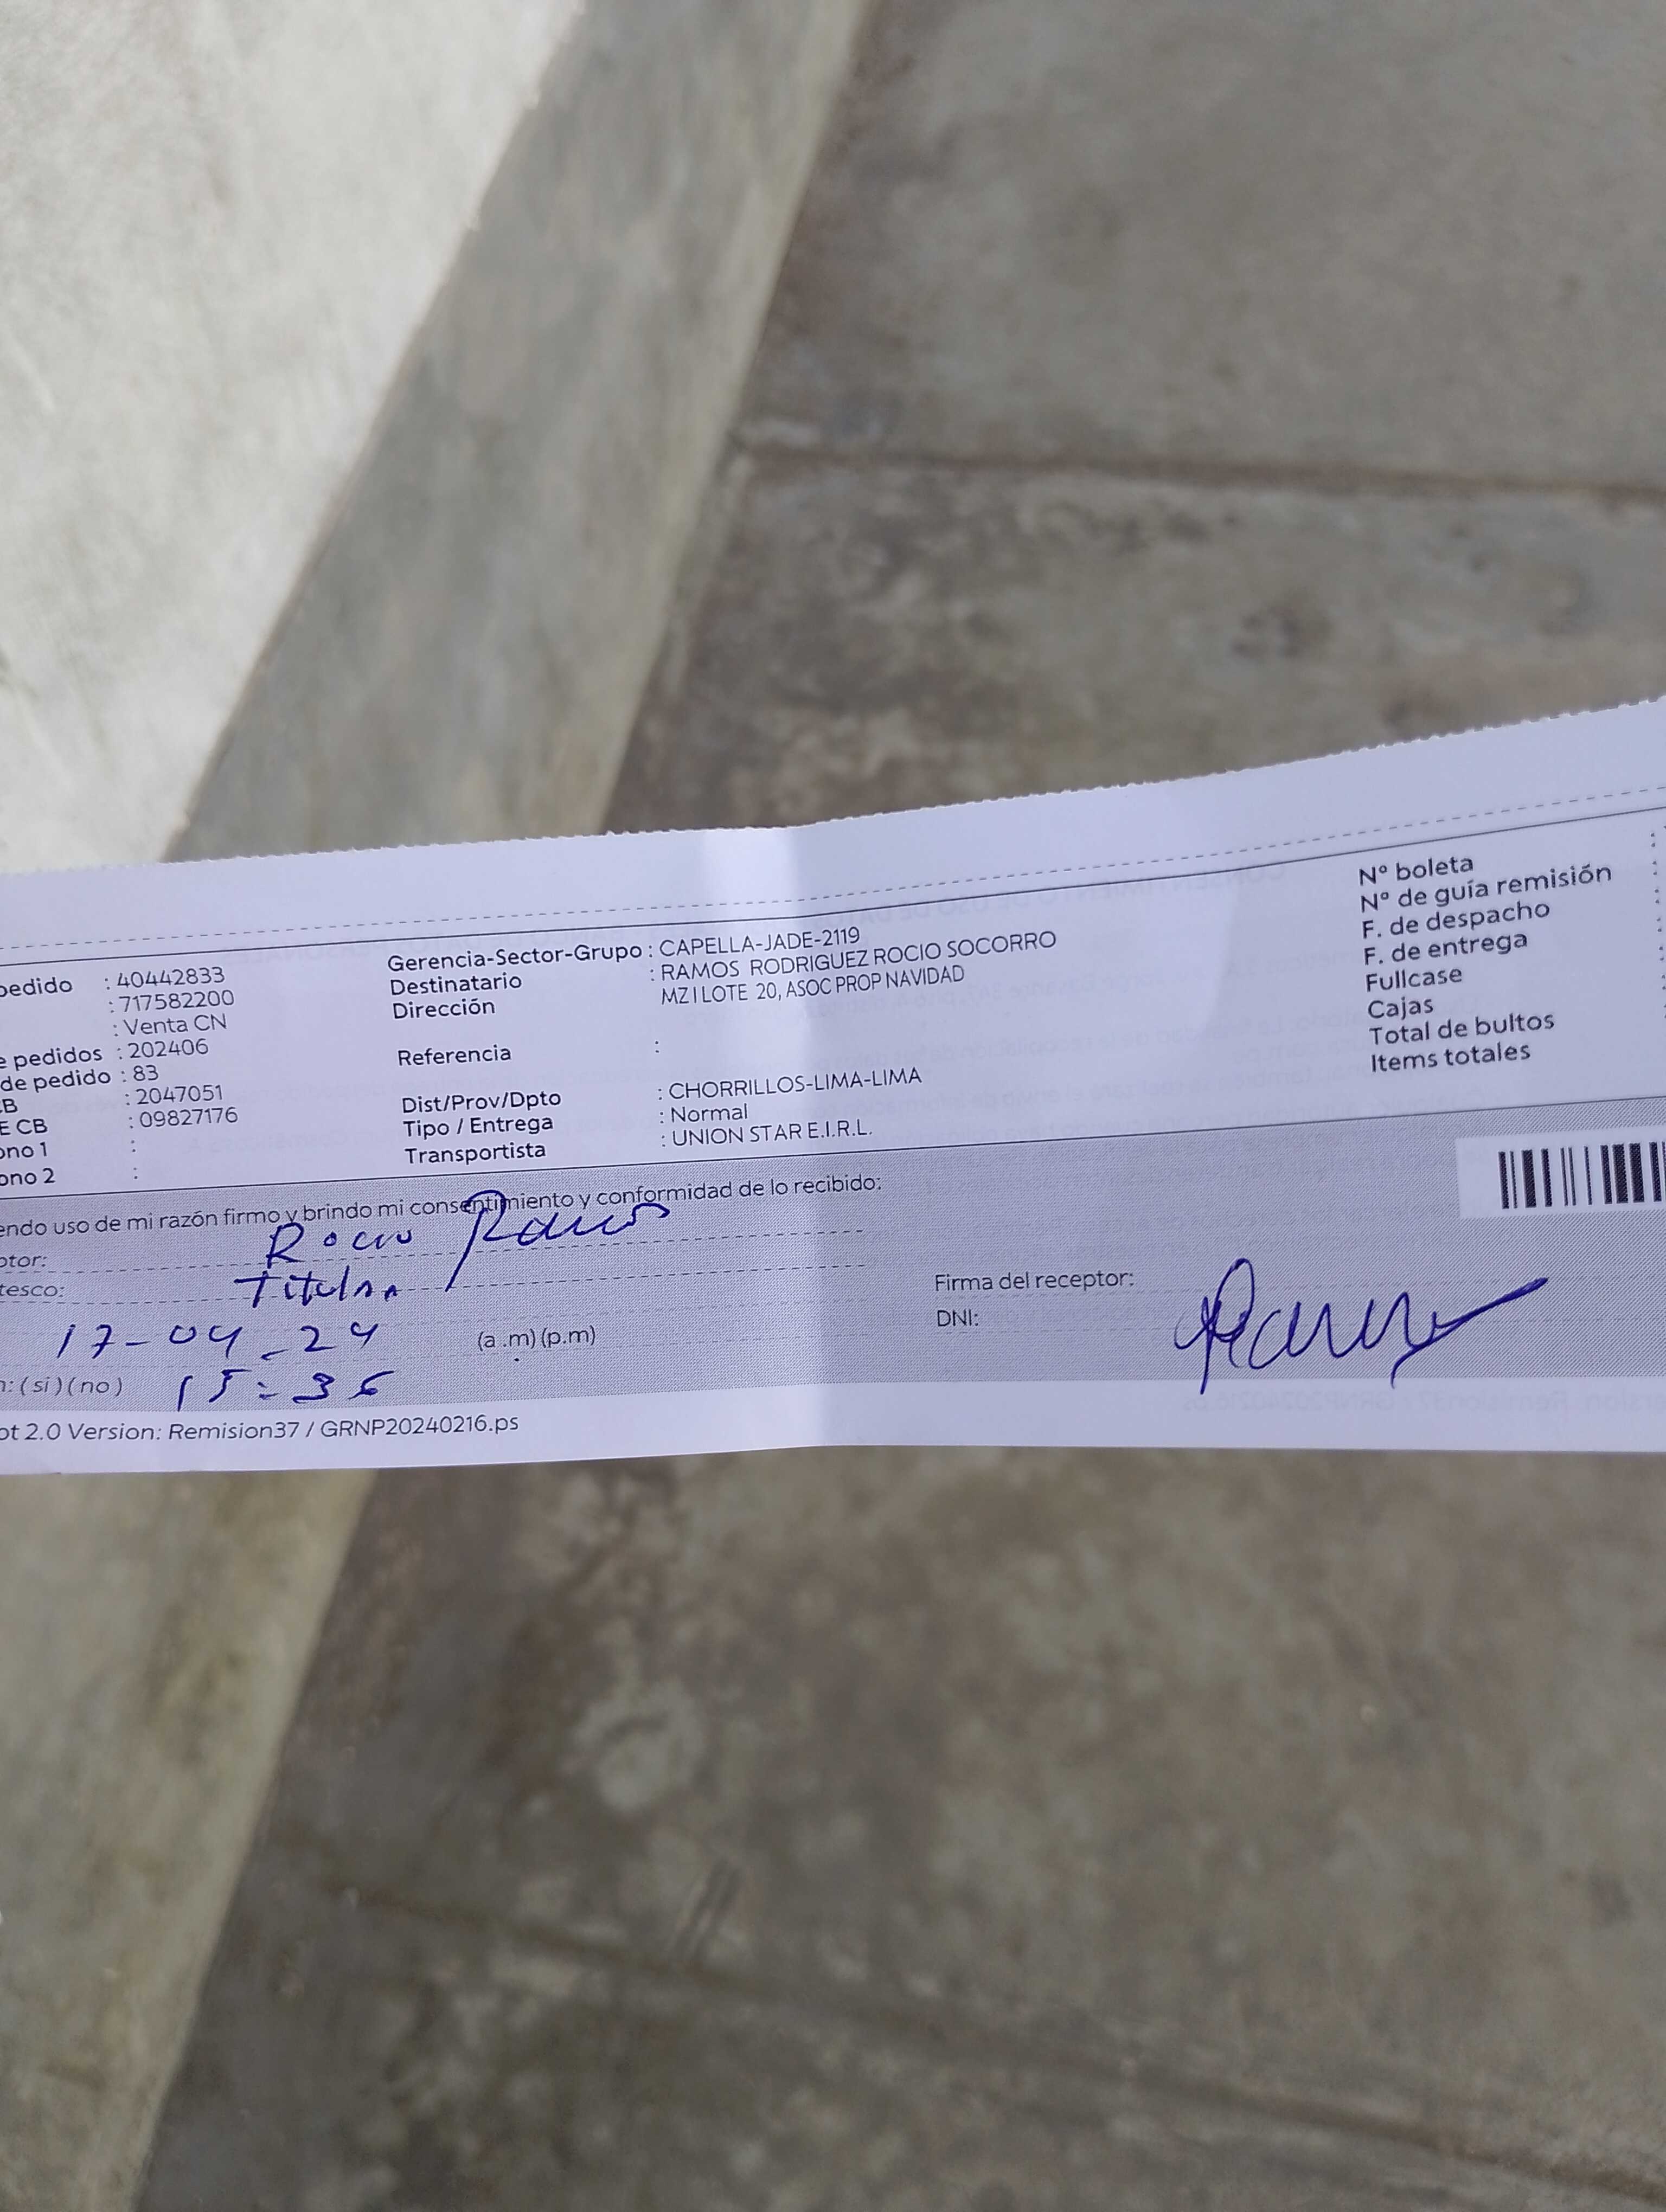 pedido : 40442833
: 717582200
: Venta CN
e pedidos : 202406
de pedido : 83
B : 2047051
E CB : 09827176
ono 1 :
ono 2 :
Gerencia-Sector-Grupo : CAPELLA-JADE-2119
Destinatario : RAMOS RODRIGUEZ ROCIO SOCORRO
Dirección MZ I LOTE 20, ASOC PROP NAVIDAD
Referencia :
Dist/Prov/Dpto : CHORRILLOS-LIMA-LIMA
Tipo / Entrega : Normal
Transportista : UNION STAR E.I.R.L.
Nº boleta :
Nº de guía remisión :
F. de despacho :
F. de entrega :
Fullcase :
Cajas :
Total de bultos :
Items totales
endo uso de mi razón firmo y brindo mi consentimiento y conformidad de lo recibido:
ptor: Rocio Ramos
tesco: Titular
17-04-24 (a.m) (p.m)
n: (si) (no) 15:36
Firma del receptor: Ramos
DNI:
ot 2.0 Version: Remision37 / GRNP20240216.ps